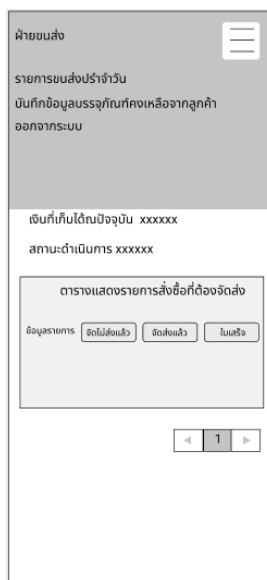 ฝ่ายขนส่ง
รายการขนส่งประจำวัน
บันทึกข้อมูลบรรจุภัณฑ์คงเหลือจากลูกค้า
ออกจากระบบ
เงินที่เก็บได้ณปัจจุบัน xxxxxx
สถานะดำเนินการ xxxxxx
ตารางแสดงรายการสั่งซื้อที่ต้องจัดส่ง
ข้อมูลรายการ จัดไม่ส่งแล้ว จัดส่งแล้ว ใบเสร็จ
1